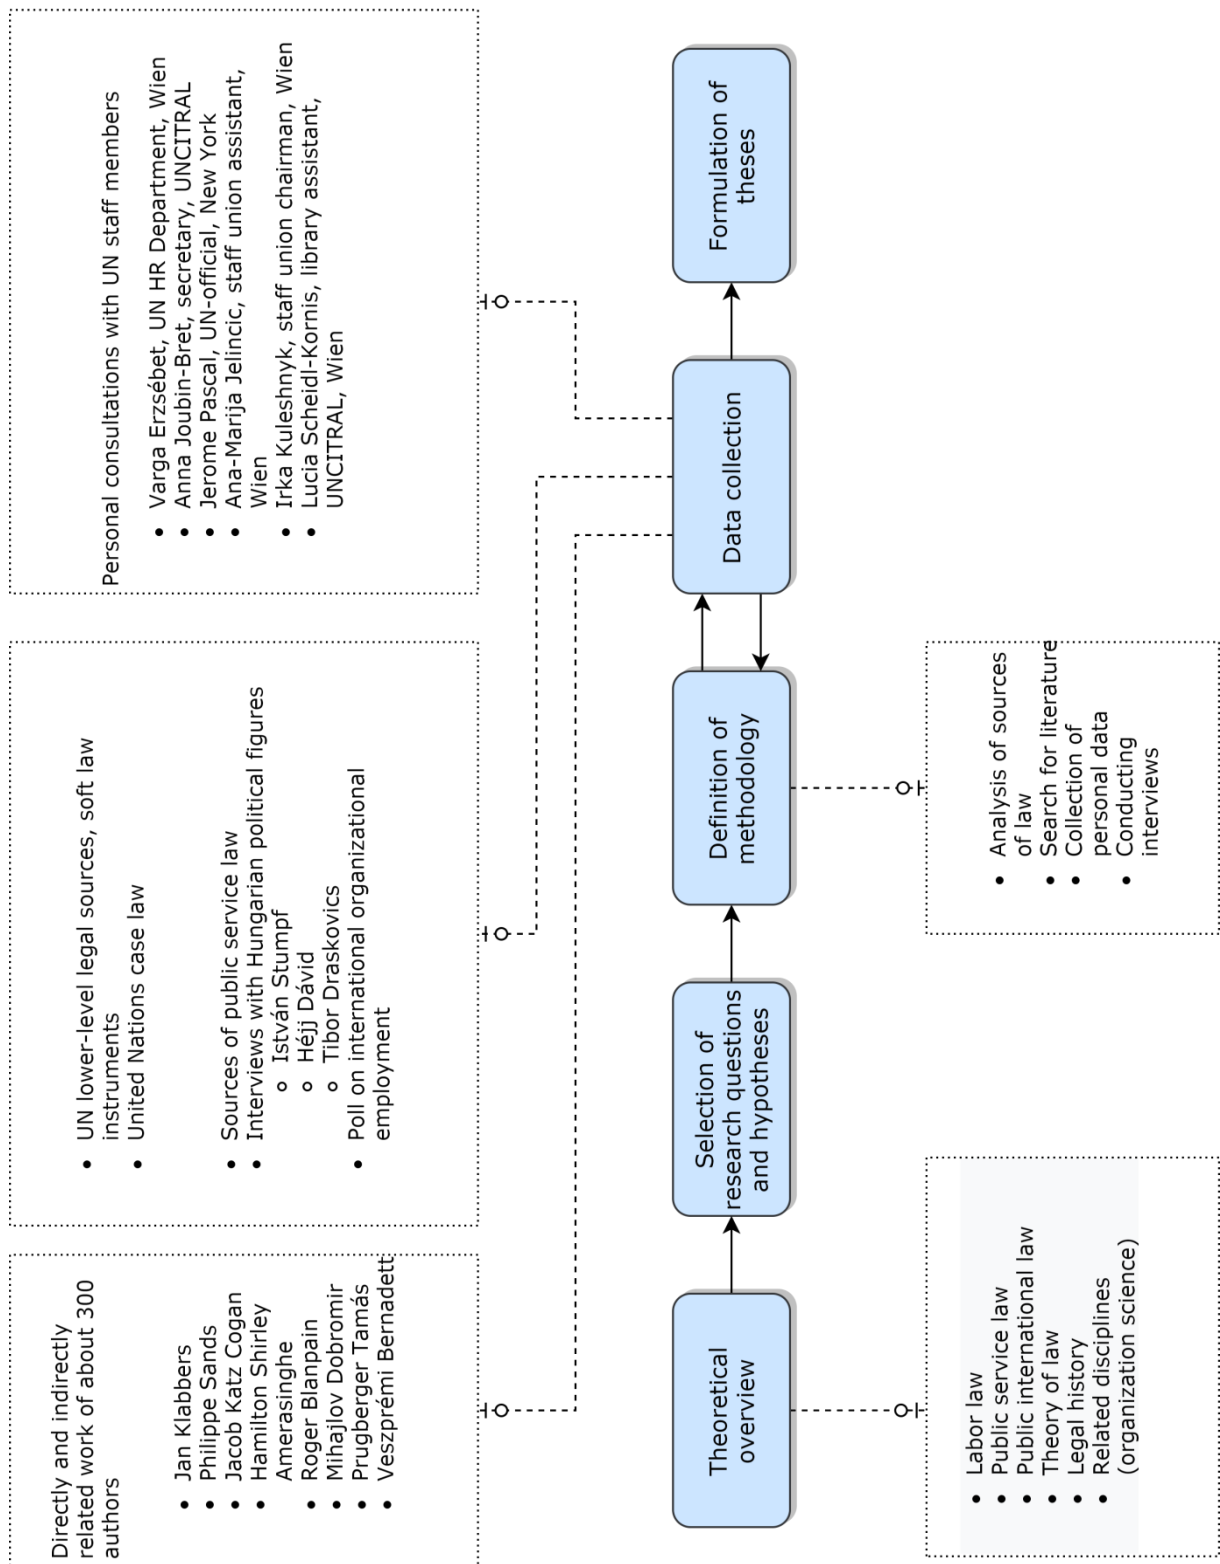 Directly and indirectly
related work of about 300
authors
• Jan Klabbers
• Philippe Sands
• Jacob Katz Cogan
• Hamilton Shirley
Amerasinghe
• Roger Blanpain
• Mihajlov Dobromir
• Prugberger Tamás
• Veszprémi Bernadett
• UN lower-level legal sources, soft law
instruments
• United Nations case law
• Sources of public service law
• Interviews with Hungarian political figures
○ István Stumpf
○ Héjj Dávid
○ Tibor Draskovics
• Poll on international organizational
employment
Personal consultations with UN staff members
• Varga Erzsébet, UN HR Department, Wien
• Anna Joubin-Bret, secretary, UNCITRAL
• Jerome Pascal, UN-official, New York
• Ana-Marija Jelincic, staff union assistant,
Wien
• Irka Kuleshnyk, staff union chairman, Wien
• Lucia Scheidl-Kornis, library assistant,
UNCITRAL, Wien
Theoretical
overview
Selection of
research questions
and hypotheses
Definition of
methodology
Data collection
Formulation of
theses
• Labor law
• Public service law
• Public international law
• Theory of law
• Legal history
• Related disciplines
(organization science)
• Analysis of sources
of law
• Search for literature
• Collection of
personal data
• Conducting
interviews